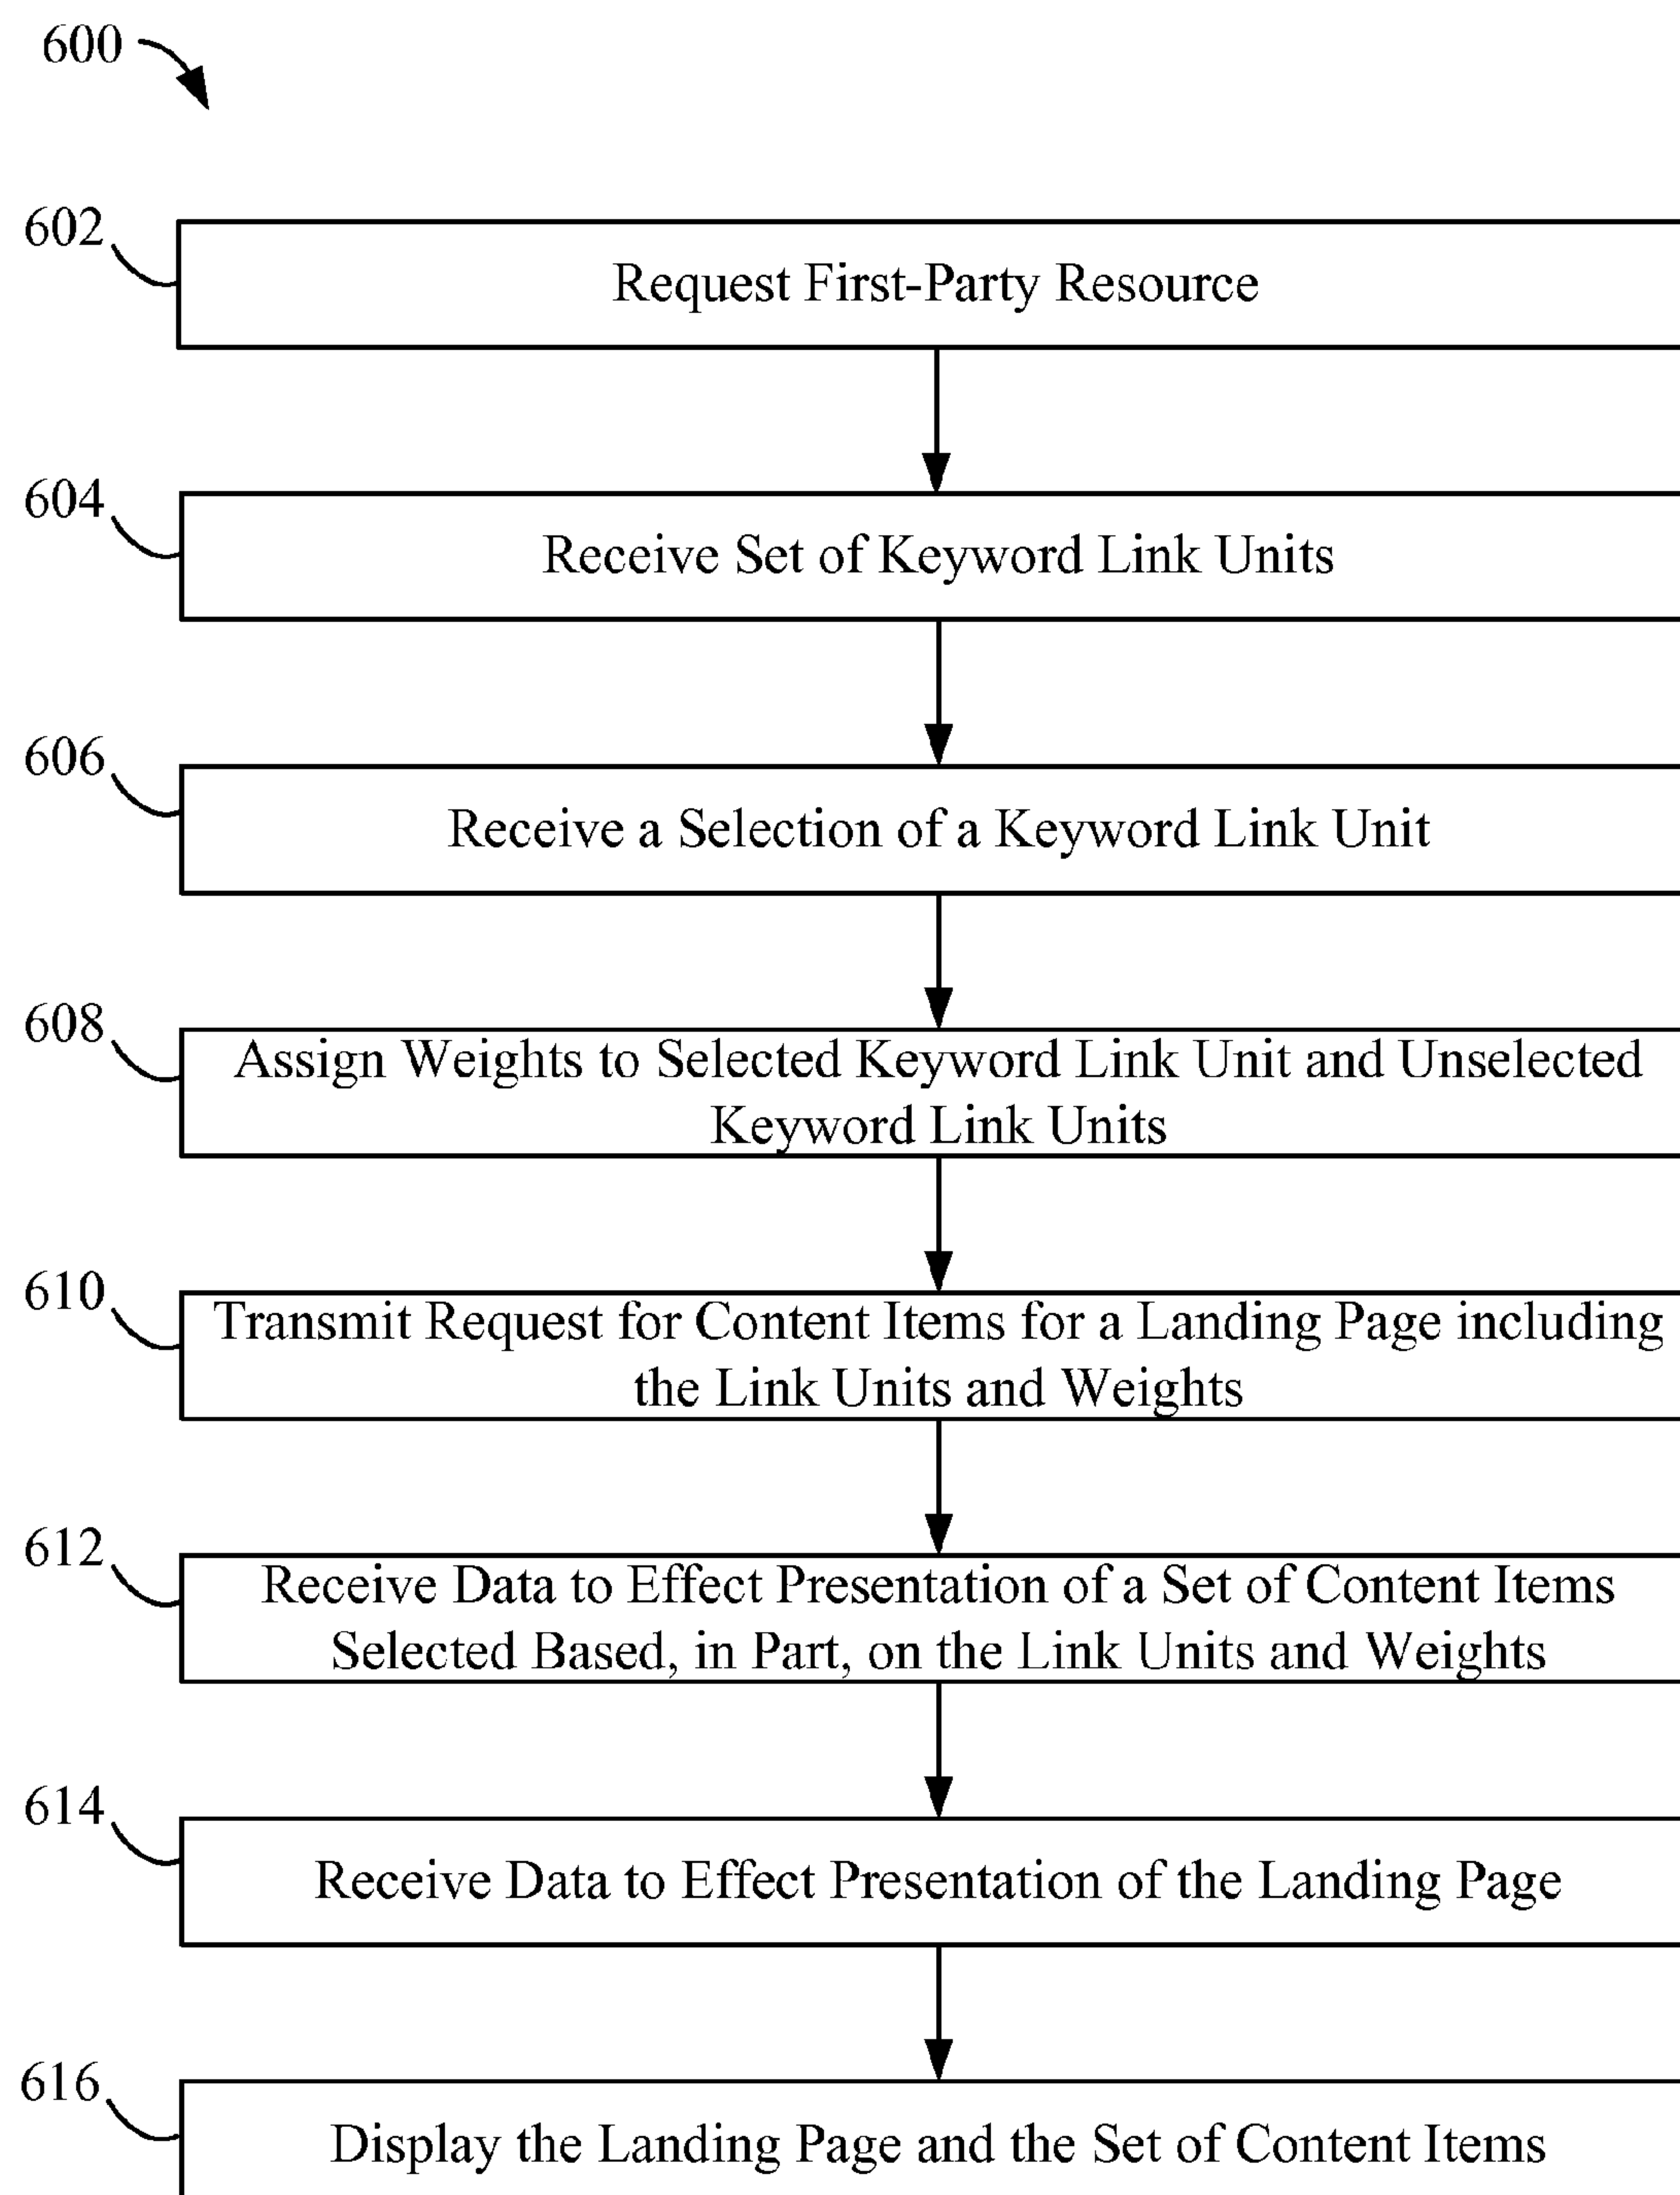 600
602
Request First-Party Resource
604
Receive Set of Keyword Link Units
606
Receive a Selection of a Keyword Link Unit
608
Assign Weights to Selected Keyword Link Unit and Unselected
Keyword Link Units
610
Transmit Request for Content Items for a Landing Page including
the Link Units and Weights
612
Receive Data to Effect Presentation of a Set of Content Items
Selected Based, in Part, on the Link Units and Weights
614
Receive Data to Effect Presentation of the Landing Page
616
Display the Landing Page and the Set of Content Items